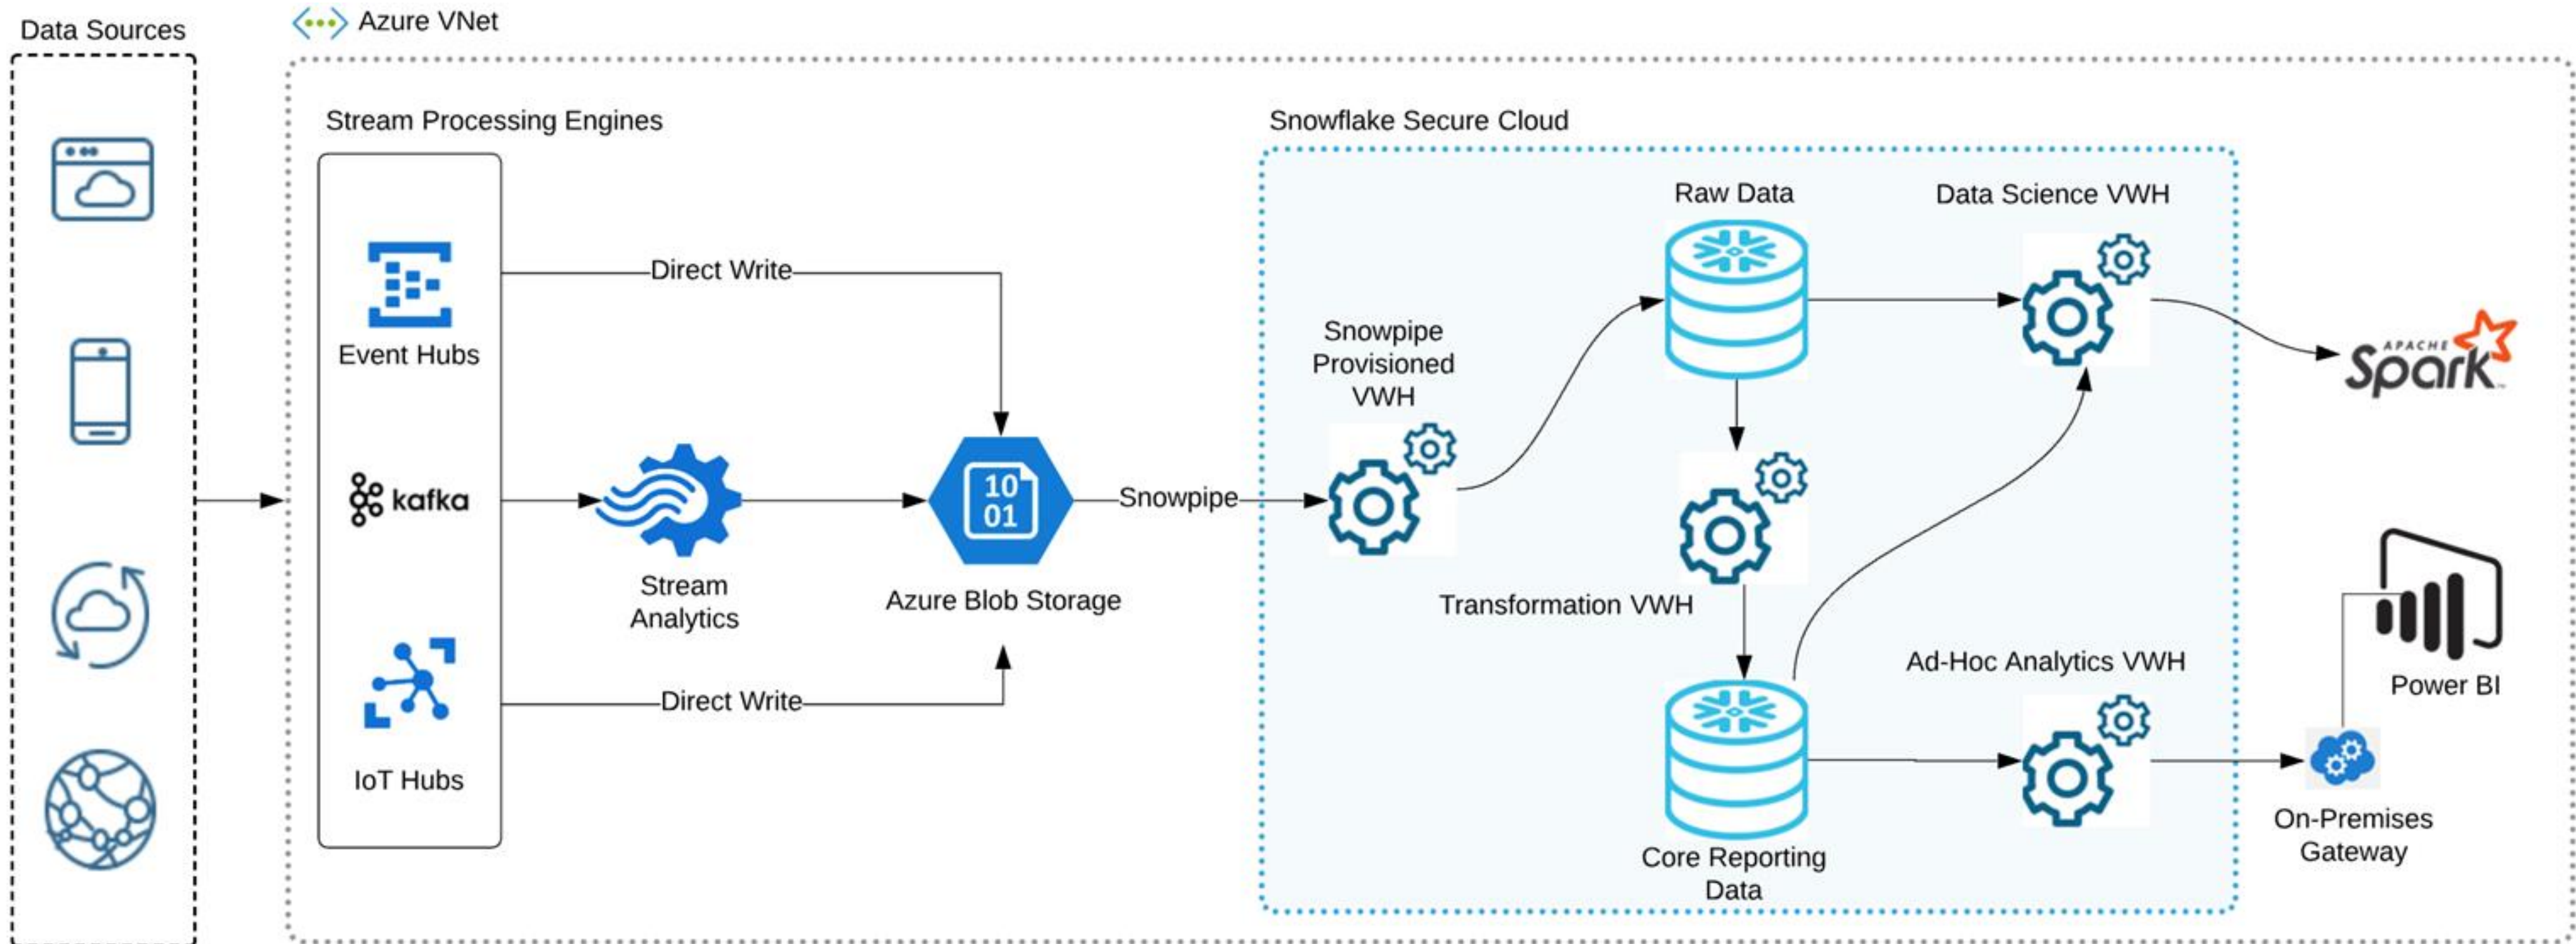 Data Sources
Azure VNet
Stream Processing Engines
Event Hubs
kafka
IoT Hubs
Direct Write
Stream
Analytics
Direct Write
10
01
Azure Blob Storage
Snowpipe
Snowflake Secure Cloud
Snowpipe
Provisioned
VWH
Raw Data
Data Science VWH
Transformation VWH
Core Reporting
Data
Ad-Hoc Analytics VWH
APACHE
Spark
Power BI
On-Premises
Gateway